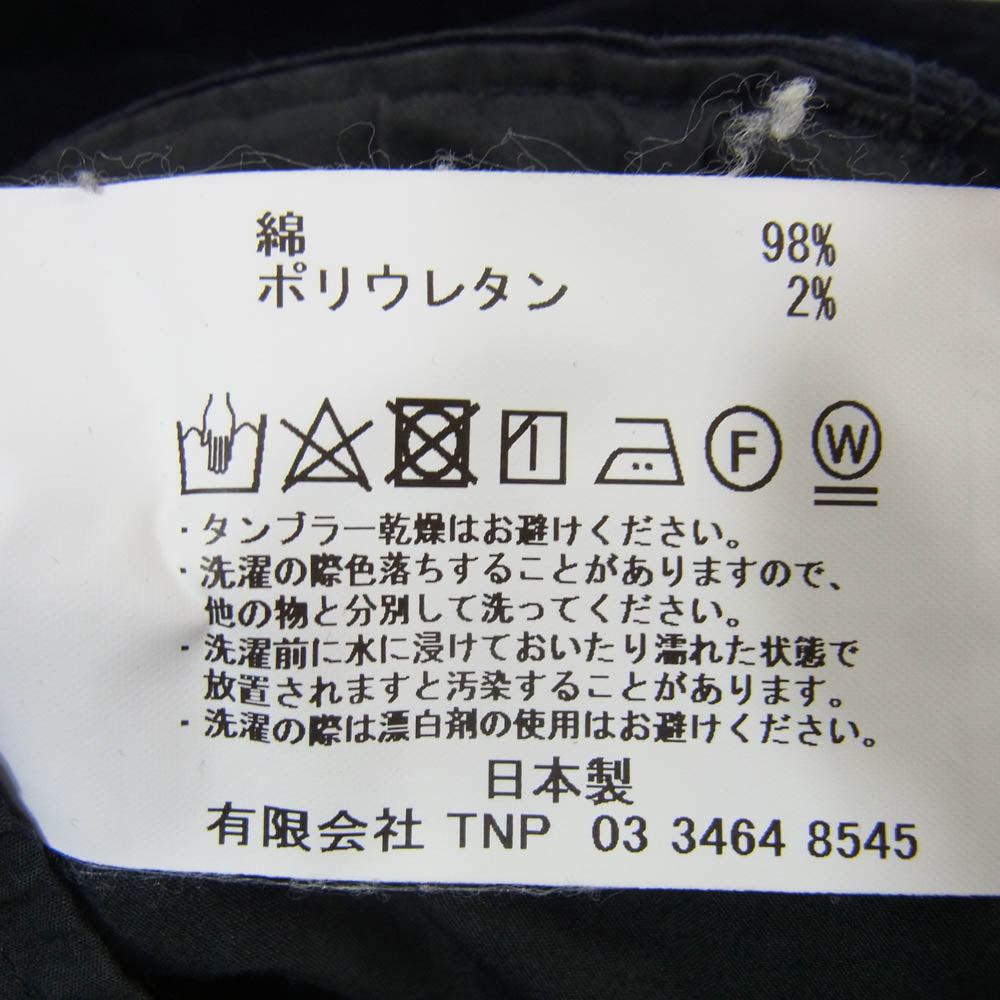 綿 98%
ポリウレタン 2%
F W
・タンブラー乾燥はお避けください。
・洗濯の際色落ちすることがありますので、
他の物と分別して洗ってください。
・洗濯前に水に浸けておいたり濡れた状態で
放置されますと汚染することがあります。
・洗濯の際は漂白剤の使用はお避けください。
日本製
有限会社 TNP 03 3464 8545